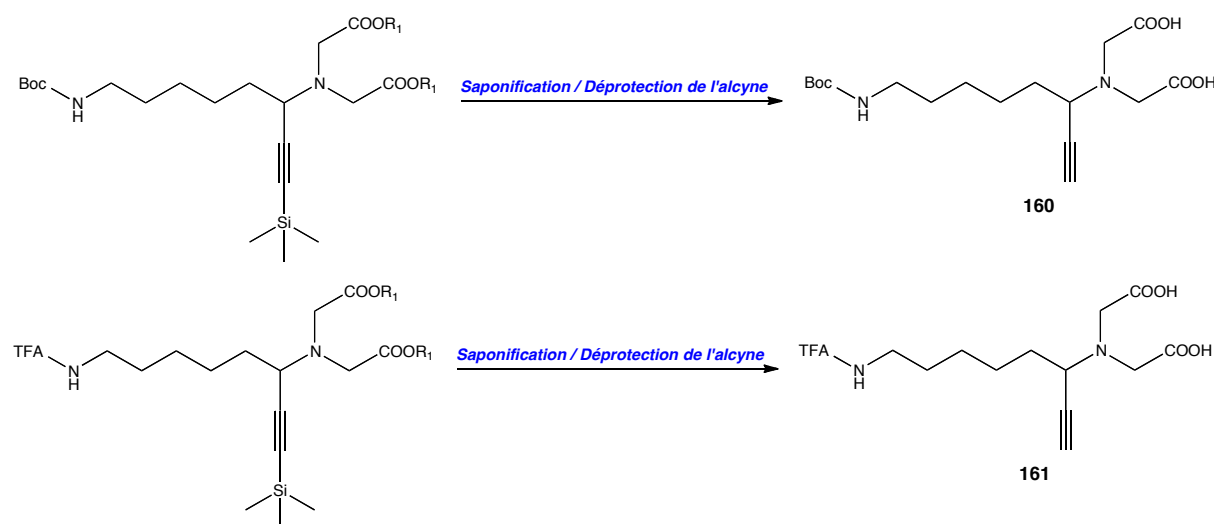 COOR1
COOR1
N
Boc
N
H
Saponification / Déprotection de l'alcyne
Si
COOH
COOH
N
Boc
N
H
160
COOR1
COOR1
N
TFA
N
H
Saponification / Déprotection de l'alcyne
Si
COOH
COOH
N
TFA
N
H
161